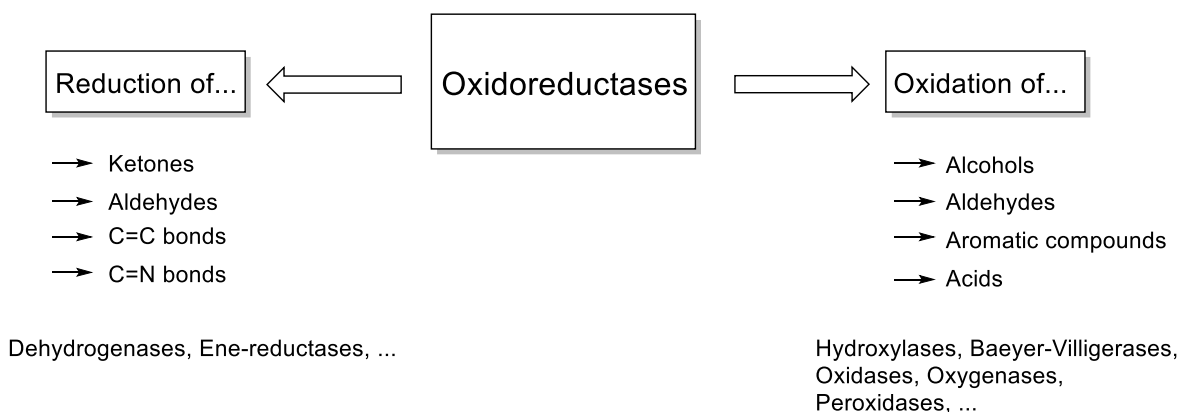 Oxidoreductases
Reduction of...
Ketones
Aldehydes
C=C bonds
C=N bonds
Dehydrogenases, Ene-reductases, ...
Oxidation of...
Alcohols
Aldehydes
Aromatic compounds
Acids
Hydroxylases, Baeyer-Villigerases,
Oxidases, Oxygenases,
Peroxidases, ...